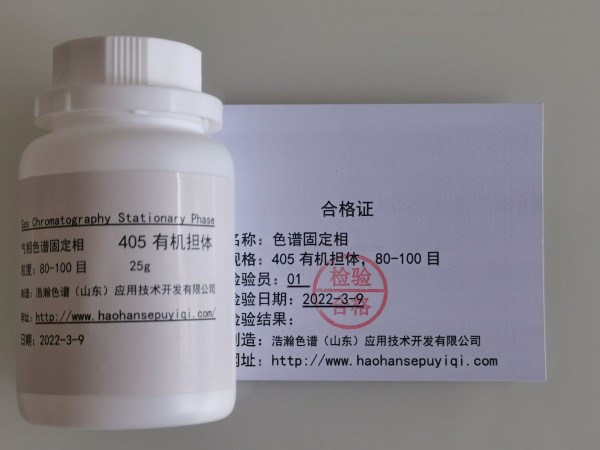 Gas Chromatography Stationary Phase
气相色谱固定相 405 有机担体
粒度：80-100 目 25g
制造：浩瀚色谱（山东）应用技术开发有限公司
网址：http://www.haohansepuyiqi.com/
日期：2022-3-9
合格证
名称：色谱固定相
规格：405 有机担体，80-100 目
检验员：01
检验日期：2022-3-9
检验结果：
制造：浩瀚色谱（山东）应用技术开发有限公司
网址：http://www.haohansepuyiqi.com
检验
合格